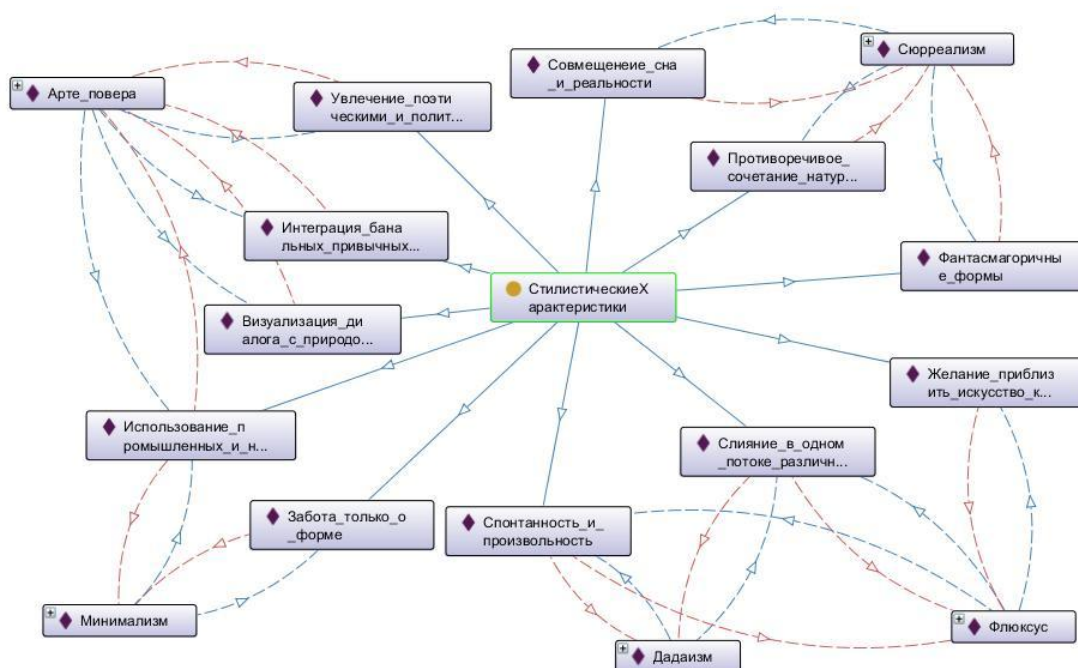 Сюрреализм
Совмещенеие_сна
_и_реальности
Арте_повера
Увлечение_поэти
ческими_и_полит...
Противоречивое_
сочетание_натур...
Интеграция_бана
льных_привычных...
Фантасмагоричны
е_формы
СтилистическиеХ
арактеристики
Визуализация_ди
алога_с_природо...
Желание_приблиз
ить_искусство_к...
Использование_п
ромышленных_и_н...
Слияние_в_одном
_потоке_различн...
Забота_только_о
_форме
Спонтанность_и_
произвольность
Минимализм
Флюксус
Дадаизм